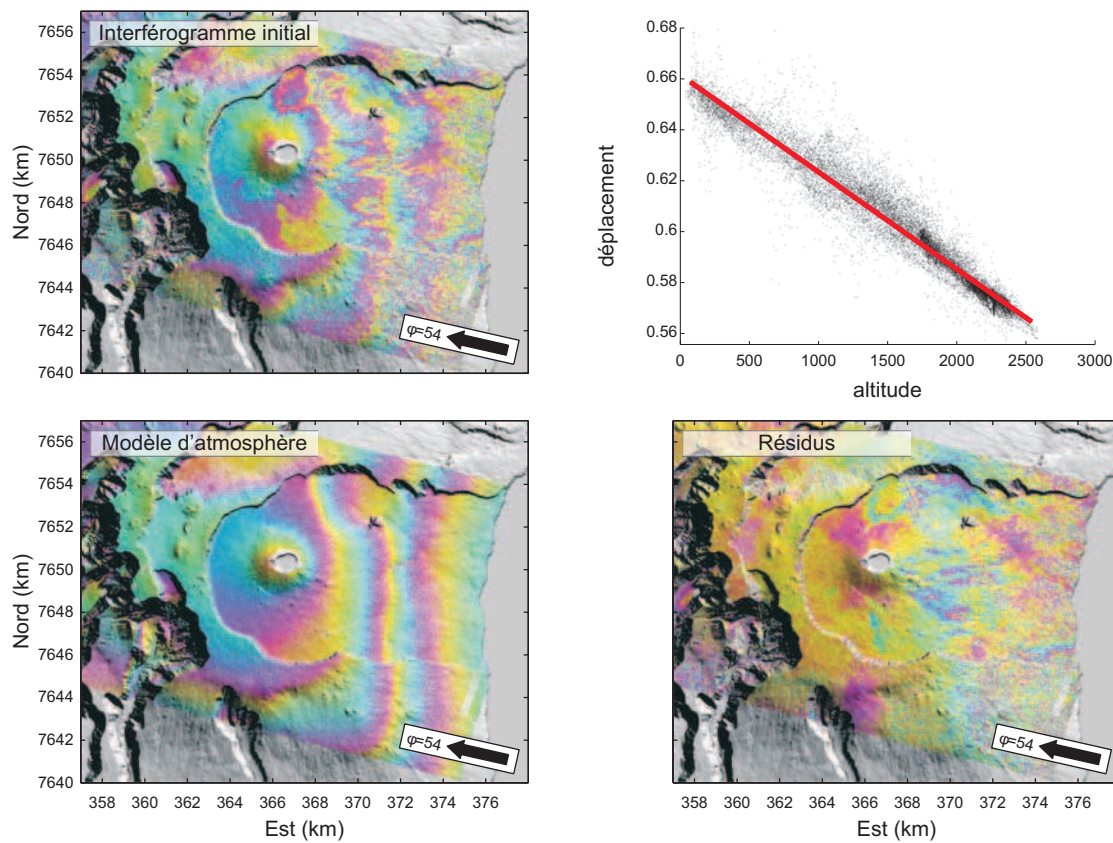 Interférogramme initial
Nord (km)
7656
7654
7652
7650
7648
7646
7644
7642
7640
φ=54
déplacement
0.68
0.66
0.64
0.62
0.6
0.58
0.56
0 500 1000 1500 2000 2500 3000
altitude
Modèle d'atmosphère
Nord (km)
7656
7654
7652
7650
7648
7646
7644
7642
7640
φ=54
358 360 362 364 366 368 370 372 374 376
Est (km)
Résidus
φ=54
358 360 362 364 366 368 370 372 374 376
Est (km)